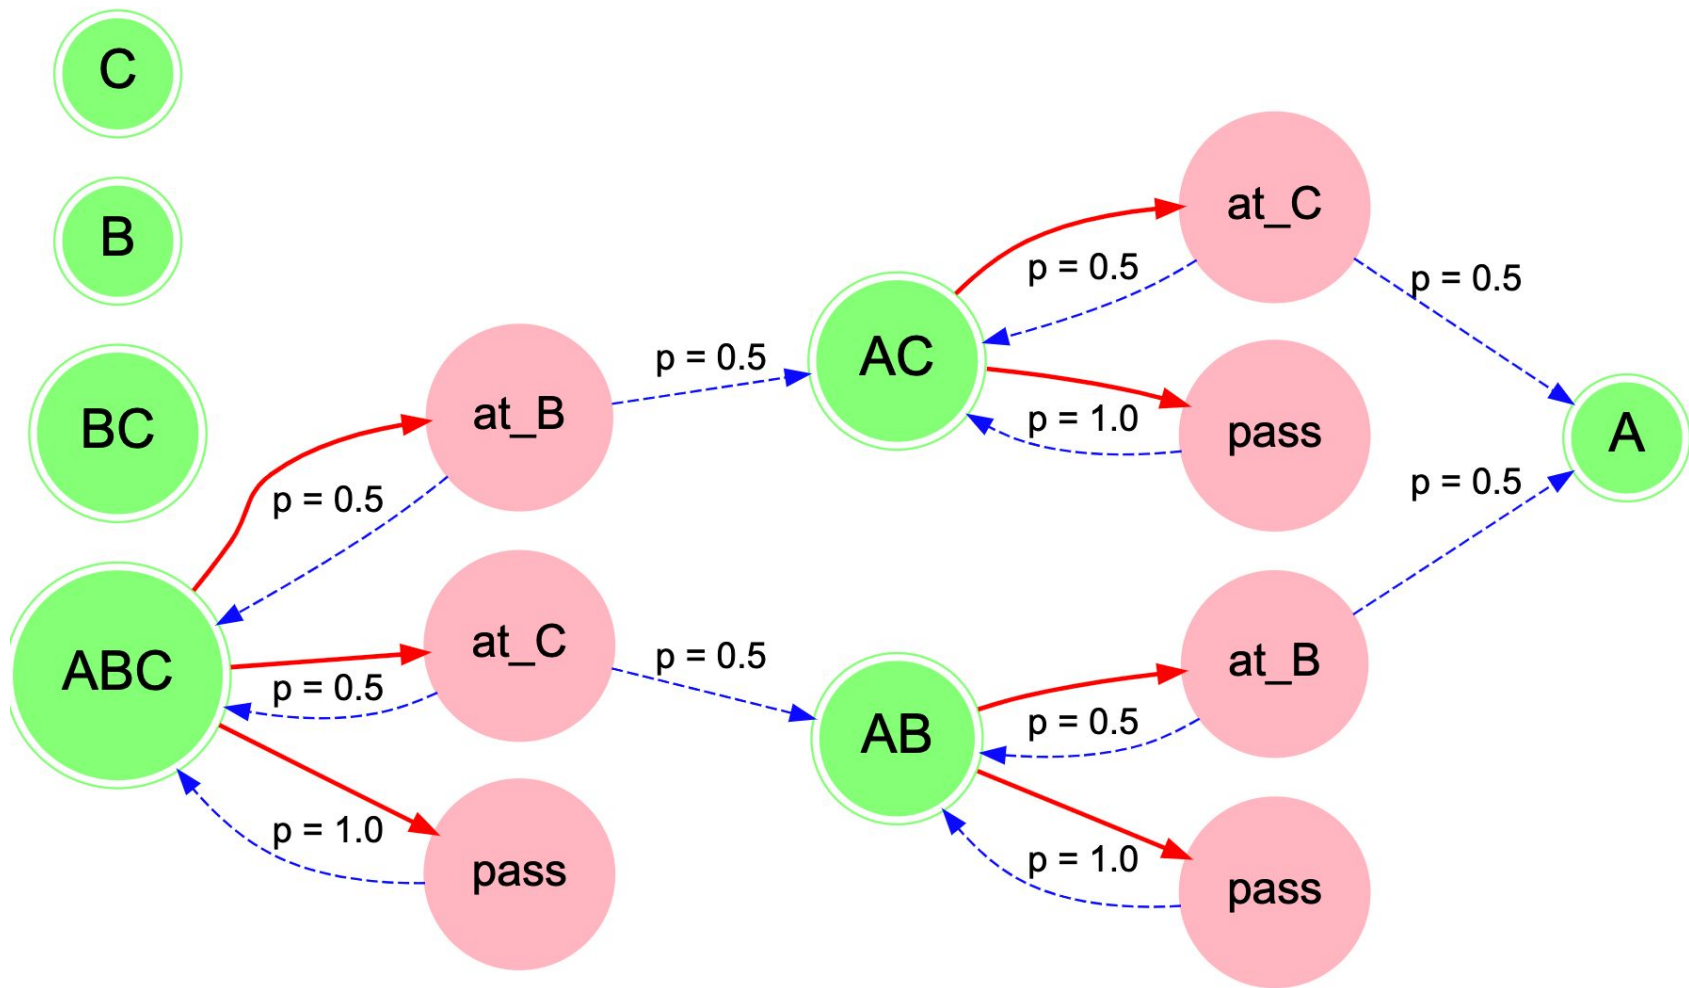 C
B
BC
ABC
p = 0.5
p = 0.5
p = 1.0
at_B
at_C
pass
p = 0.5
p = 0.5
AC
AB
p = 0.5
p = 1.0
p = 0.5
p = 1.0
at_C
pass
at_B
pass
p = 0.5
p = 0.5
A